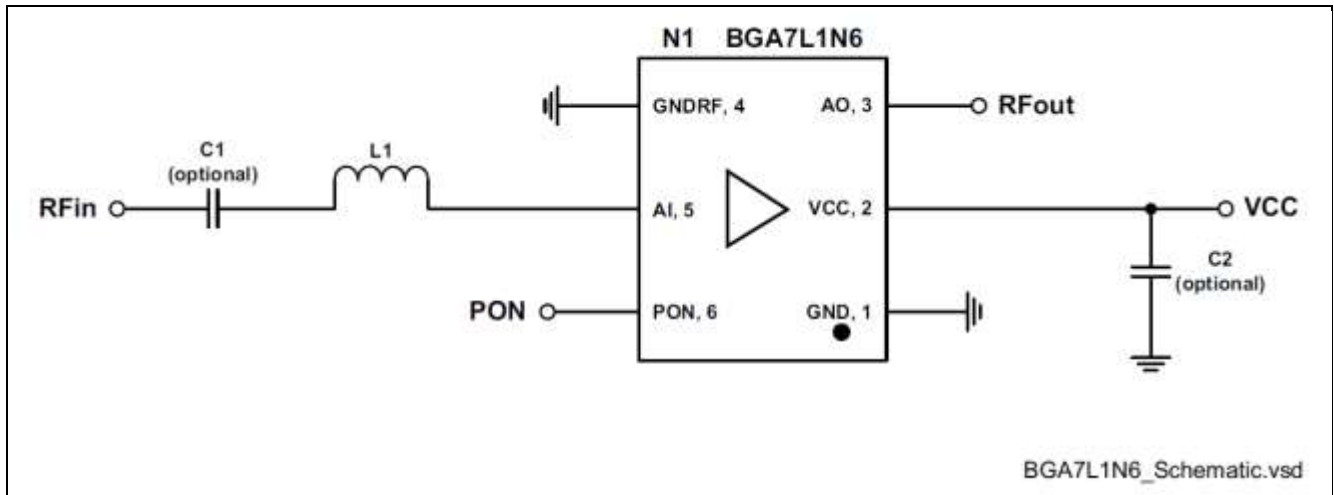 N1 BGA7L1N6
GNDRF, 4
AO, 3
RFout
C1
(optional)
L1
RFin
AI, 5
VCC, 2
VCC
C2
(optional)
PON
PON, 6
GND, 1
BGA7L1N6_Schematic.vsd